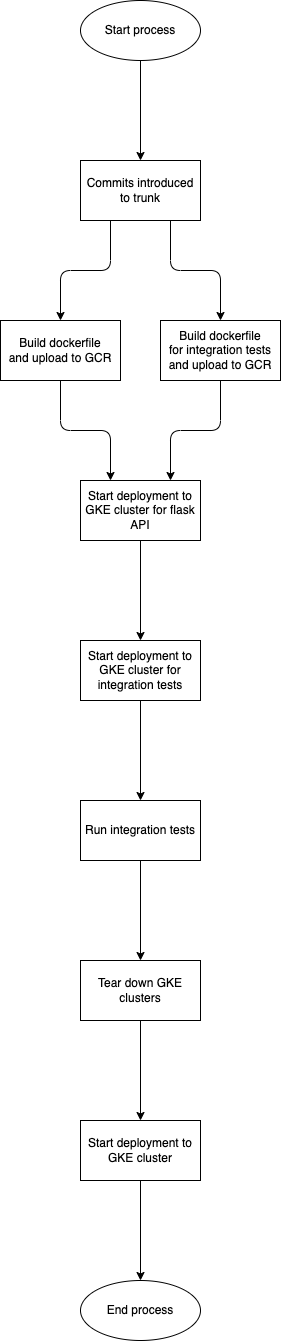 Start process
Commits introduced
to trunk
Build dockerfile
and upload to GCR
Build dockerfile
for integration tests
and upload to GCR
Start deployment to
GKE cluster for flask
API
Start deployment to
GKE cluster for
integration tests
Run integration tests
Tear down GKE
clusters
Start deployment to
GKE cluster
End process